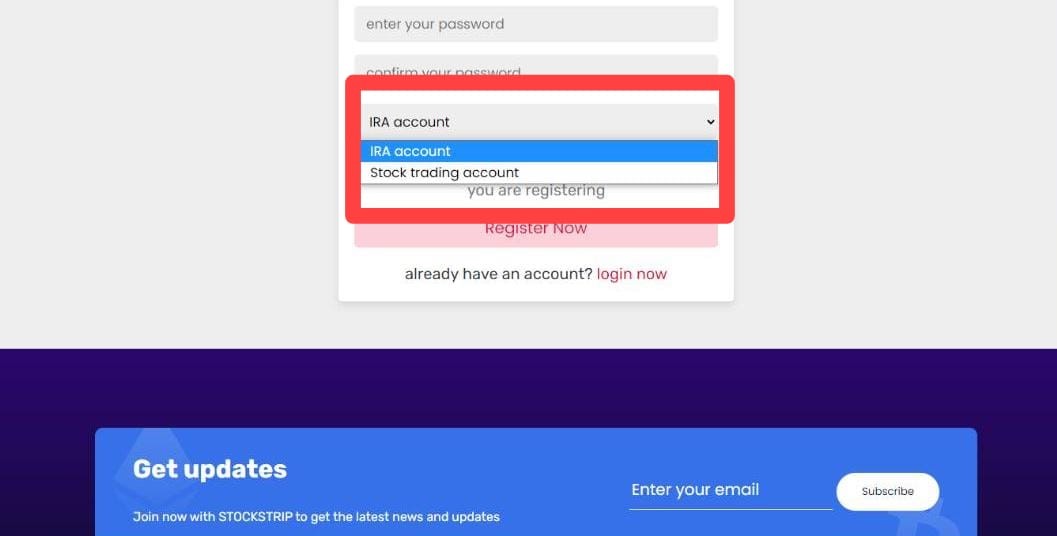 enter your password
confirm your password
IRA account
IRA account
Stock trading account
you are registering
Register Now
already have an account? login now
Get updates
Enter your email
Subscribe
Join now with STOCKSTRIP to get the latest news and updates